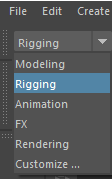 File Edit Create
Rigging
Modeling
Rigging
Animation
FX
Rendering
Customize ...